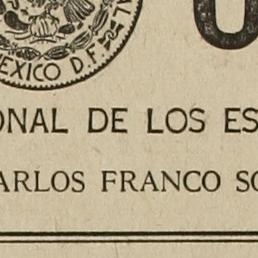 MEXICO D.F.
ONAL DE LOS ES
ARLOS FRANCO SO